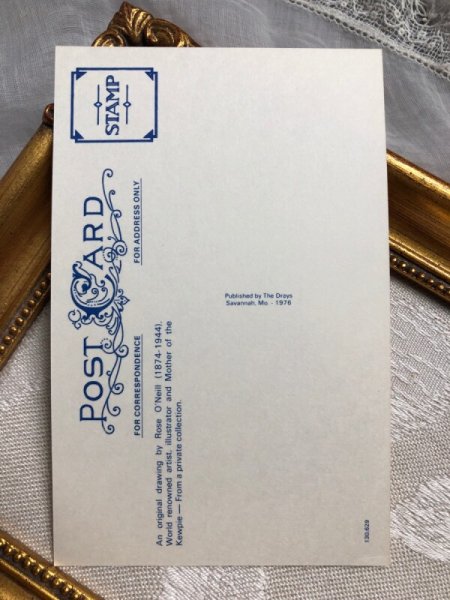 POST CARD
STAMP
FOR CORRESPONDENCE
FOR ADDRESS ONLY
An original drawing by Rose O'Neill (1874-1944).
World renowned artist, illustrator and Mother of the
Kewpie — From a private collection.
Published by The Drays
Savannah, Mo. - 1976
130,629